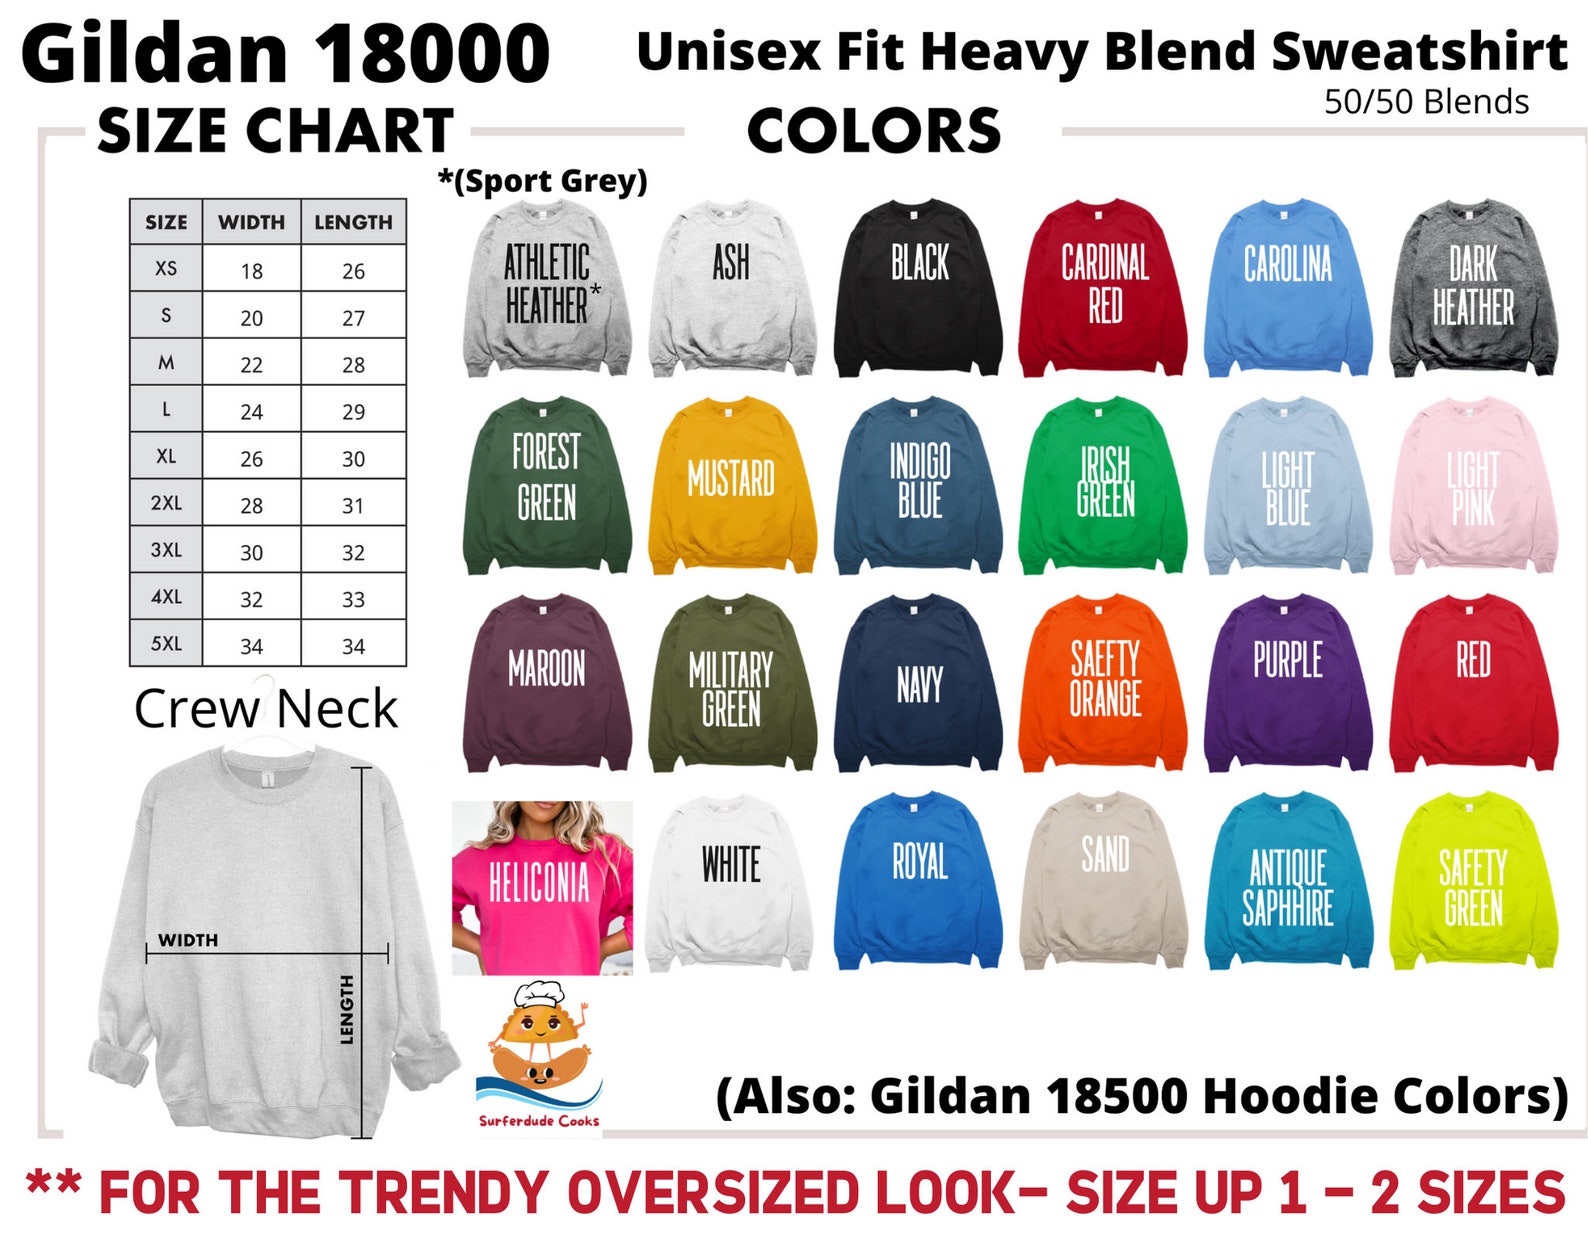 Gildan 18000
Unisex Fit Heavy Blend Sweatshirt
50/50 Blends
SIZE CHART
COLORS
*(Sport Grey)
SIZE WIDTH LENGTH
XS 18 26
S 20 27
M 22 28
L 24 29
XL 26 30
2XL 28 31
3XL 30 32
4XL 32 33
5XL 34 34
Crew Neck
WIDTH
LENGTH
ATHLETIC
HEATHER*
ASH
BLACK
CARDINAL
RED
CAROLINA
DARK
HEATHER
FOREST
GREEN
MUSTARD
INDIGO
BLUE
IRISH
GREEN
LIGHT
BLUE
LIGHT
PINK
MAROON
MILITARY
GREEN
NAVY
SAEFTY
ORANGE
PURPLE
RED
HELICONIA
WHITE
ROYAL
SAND
ANTIQUE
SAPHHIRE
SAFETY
GREEN
Surferdude Cooks
(Also: Gildan 18500 Hoodie Colors)
** FOR THE TRENDY OVERSIZED LOOK- SIZE UP 1 - 2 SIZES